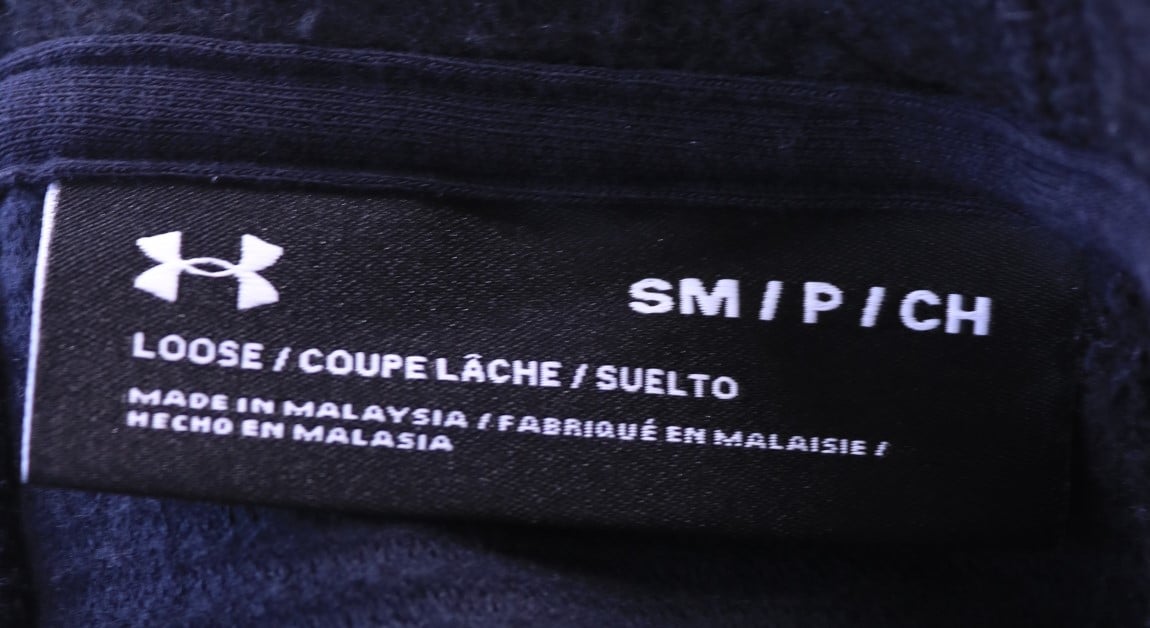 SM / P / CH
LOOSE / COUPE LÂCHE / SUELTO
MADE IN MALAYSIA / FABRIQUÉ EN MALAISIE /
HECHO EN MALASIA